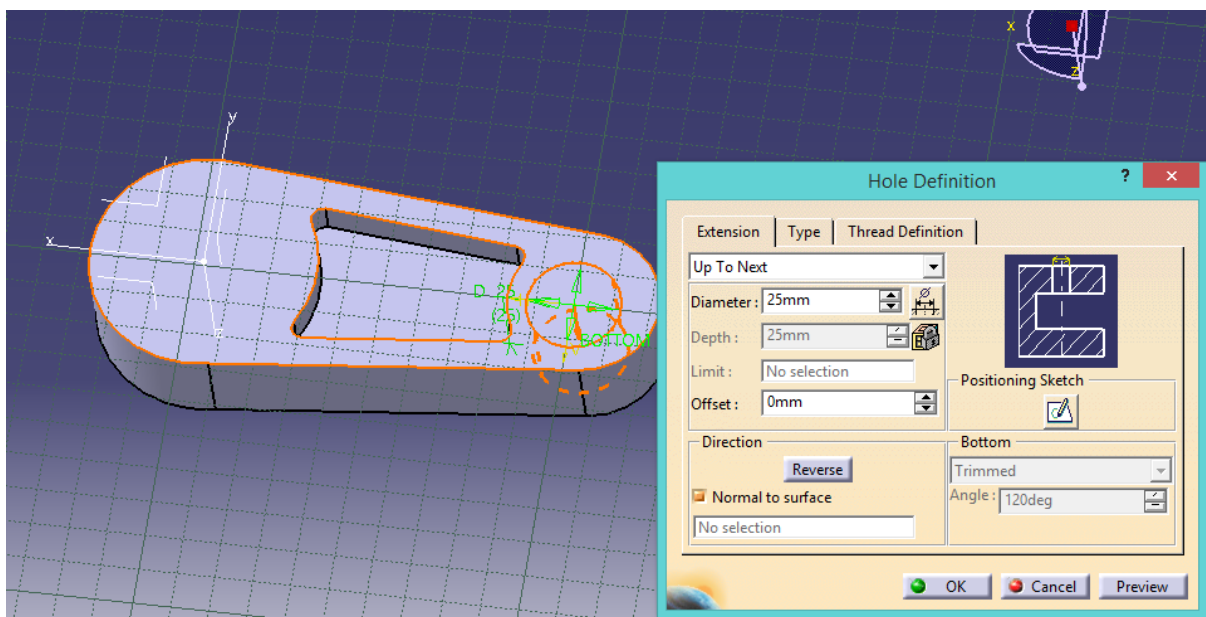 x
z
y
x
D 25
(25)
BOTTOM
Hole Definition
?
×
Extension
Type
Thread Definition
Up To Next
Diameter :
25mm
Depth :
25mm
Limit :
No selection
Offset :
0mm
Positioning Sketch
Direction
Reverse
Normal to surface
No selection
Bottom
Trimmed
Angle :
120deg
OK
Cancel
Preview